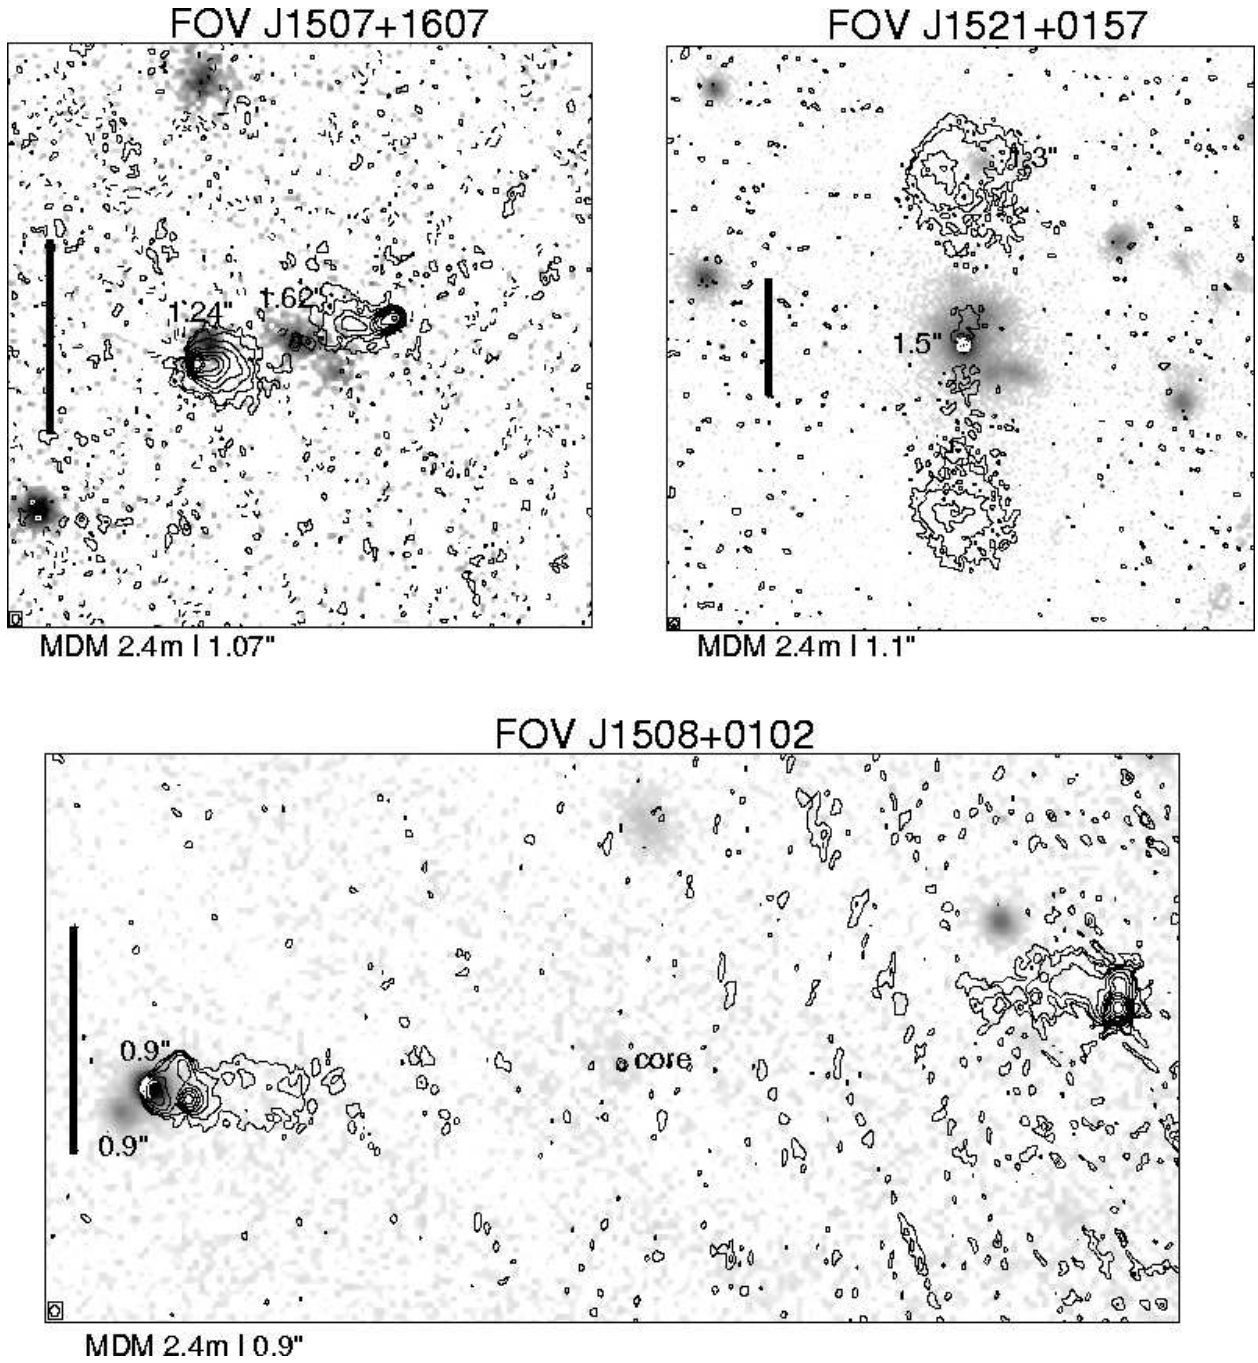 FOV J1507+1607
FOV J1521+0157
1.24"
1.62"
1.3"
1.5"
MDM 2.4m I 1.07"
MDM 2.4m I 1.1"
FOV J1508+0102
0.9"
core
0.9"
MDM 2.4m I 0.9"